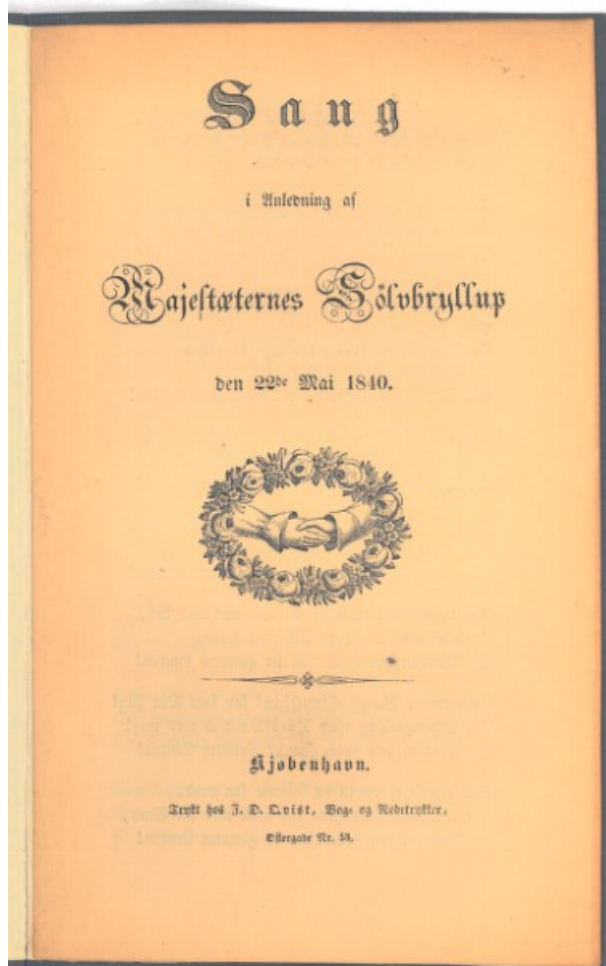 Sang
i Anledning af
Majestæternes Sölvbryllup
den 22de Mai 1840.
Kjøbenhavn.
Trykt hos J. D. Qvist, Bog- og Nodetrykker,
Østergade Nr. 53.